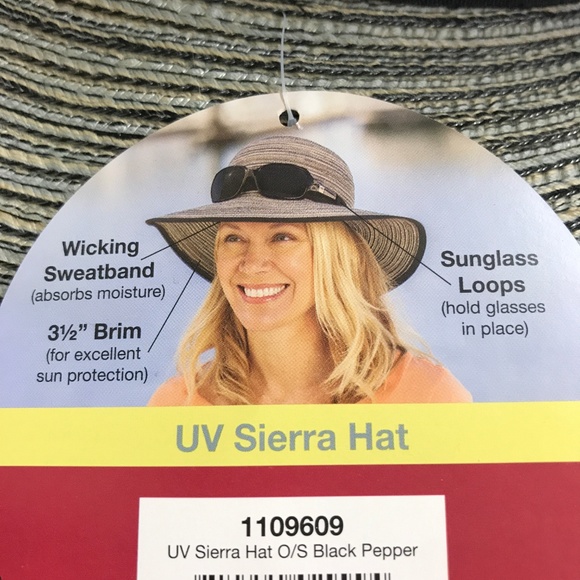 Wicking
Sweatband
(absorbs moisture)
3½” Brim
(for excellent
sun protection)
Sunglass
Loops
(hold glasses
in place)
UV Sierra Hat
1109609
UV Sierra Hat O/S Black Pepper